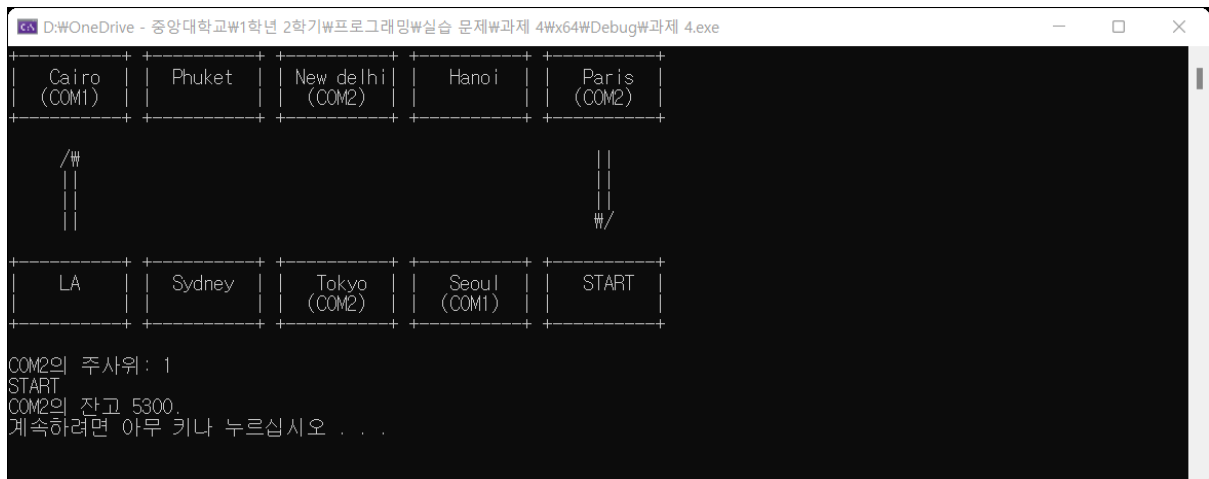 D:₩OneDrive - 중앙대학교₩1학년 2학기₩프로그래밍₩실습 문제₩과제 4₩x64₩Debug₩과제 4.exe
+----------+ +----------+ +----------+ +----------+ +----------+
|   Cairo  | |  Phuket  | | New delhi| |   Hanoi  | |   Paris  |
|  (COM1)  | |          | |  (COM2)  | |          | |  (COM2)  |
+----------+ +----------+ +----------+ +----------+ +----------+
/₩ ||
|| ||
|| ||
|| ₩/
+----------+ +----------+ +----------+ +----------+ +----------+
|    LA    | |  Sydney  | |   Tokyo  | |   Seoul  | |   START  |
|          | |          | |  (COM2)  | |  (COM1)  | |          |
+----------+ +----------+ +----------+ +----------+ +----------+
COM2의 주사위: 1
START
COM2의 잔고 5300.
계속하려면 아무 키나 누르십시오 . . .